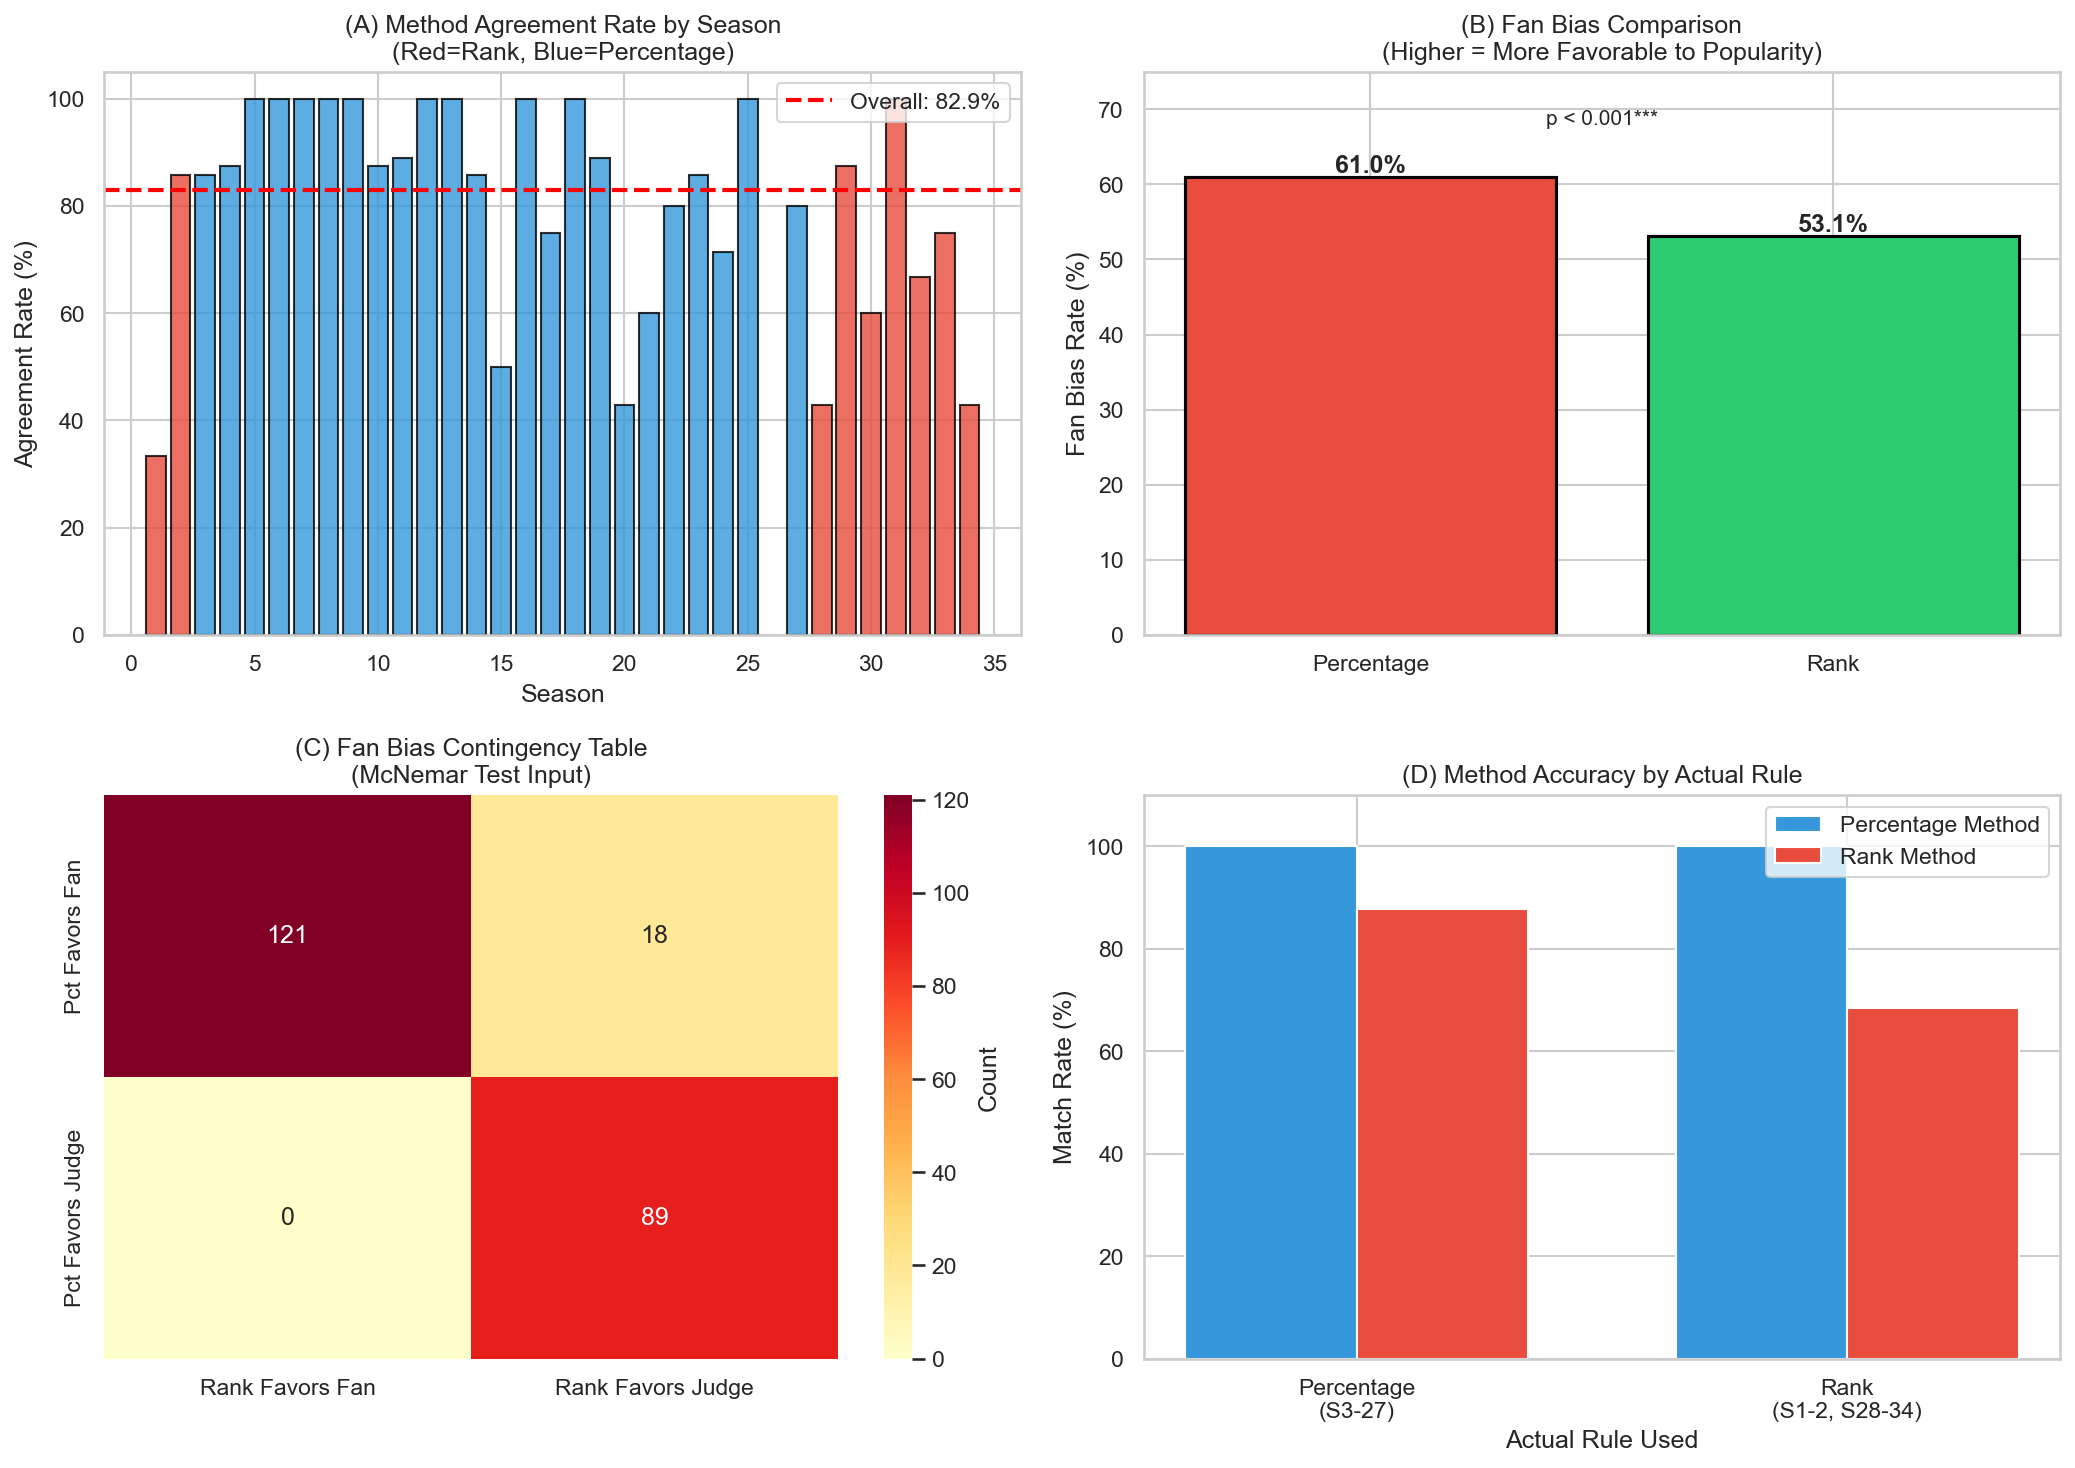 (A) Method Agreement Rate by Season
(Red=Rank, Blue=Percentage)
Agreement Rate (%)
100
80
60
40
20
0
Overall: 82.9%
0 5 10 15 20 25 30 35
Season
(B) Fan Bias Comparison
(Higher = More Favorable to Popularity)
Fan Bias Rate (%)
70
60
50
40
30
20
10
0
p < 0.001***
61.0%
53.1%
Percentage Rank
(C) Fan Bias Contingency Table
(McNemar Test Input)
Pct Favors Fan
Pct Favors Judge
121 18
0 89
Rank Favors Fan Rank Favors Judge
120
100
80
60
40
20
0
Count
(D) Method Accuracy by Actual Rule
Match Rate (%)
100
80
60
40
20
0
Percentage Method
Rank Method
Percentage
(S3-27)
Rank
(S1-2, S28-34)
Actual Rule Used